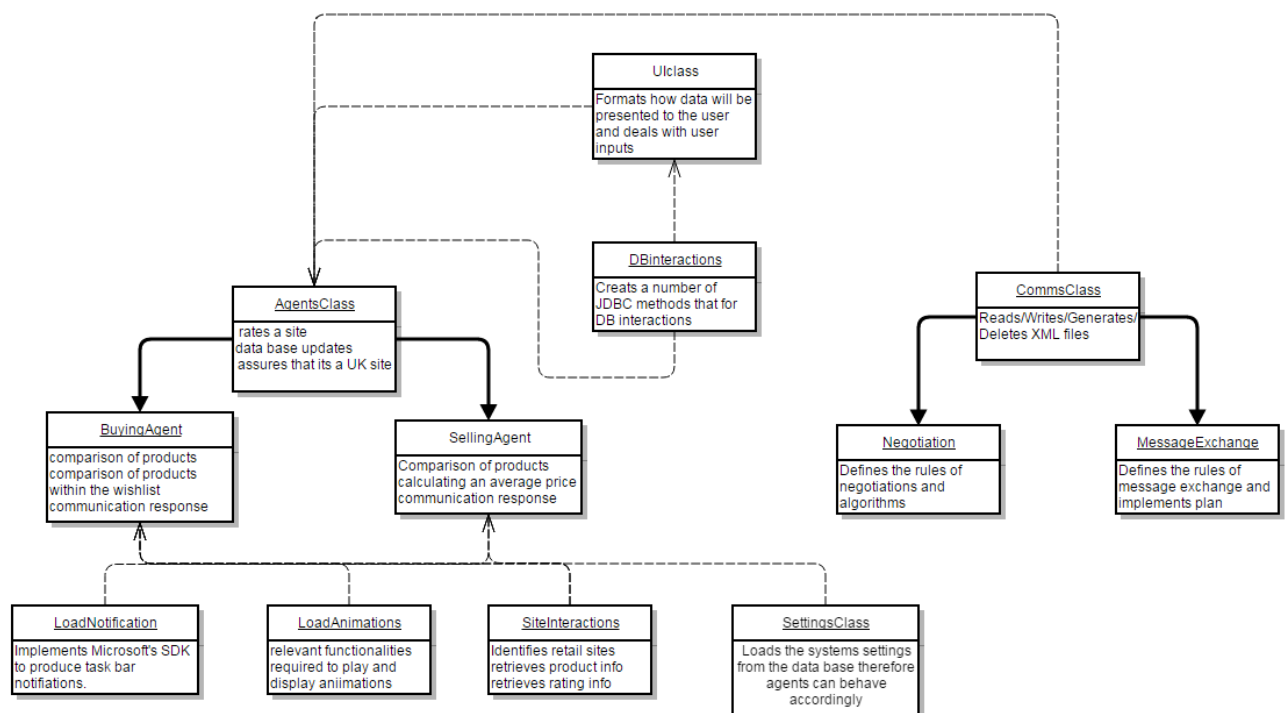 UIclass
Formats how data will be
presented to the user
and deals with user
inputs
DBinteractions
Creats a number of
JDBC methods that for
DB interactions
AgentsClass
rates a site
data base updates
assures that its a UK site
CommsClass
Reads/Writes/Generates/
Deletes XML files
BuyingAgent
comparison of products
comparison of products
within the wishlist
communication response
SellingAgent
Comparison of products
calculating an average price
communication response
Negotiation
Defines the rules of
negotiations and
algorithms
MessageExchange
Defines the rules of
message exchange and
implements plan
LoadNotification
Implements Microsoft's SDK
to produce task bar
notifiations.
LoadAnimations
relevant functionalities
required to play and
display aniimations
SiteInteractions
Identifies retail sites
retrieves product info
retrieves rating info
SettingsClass
Loads the systems settings
from the data base therefore
agents can behave
accordingly